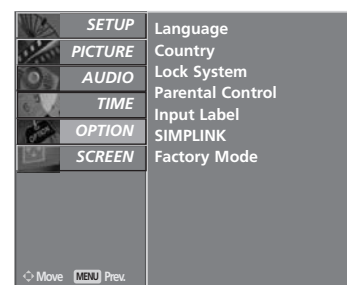 SETUP
PICTURE
AUDIO
TIME
OPTION
SCREEN
Language
Country
Lock System
Parental Control
Input Label
SIMPLINK
Factory Mode
Move MENU Prev.